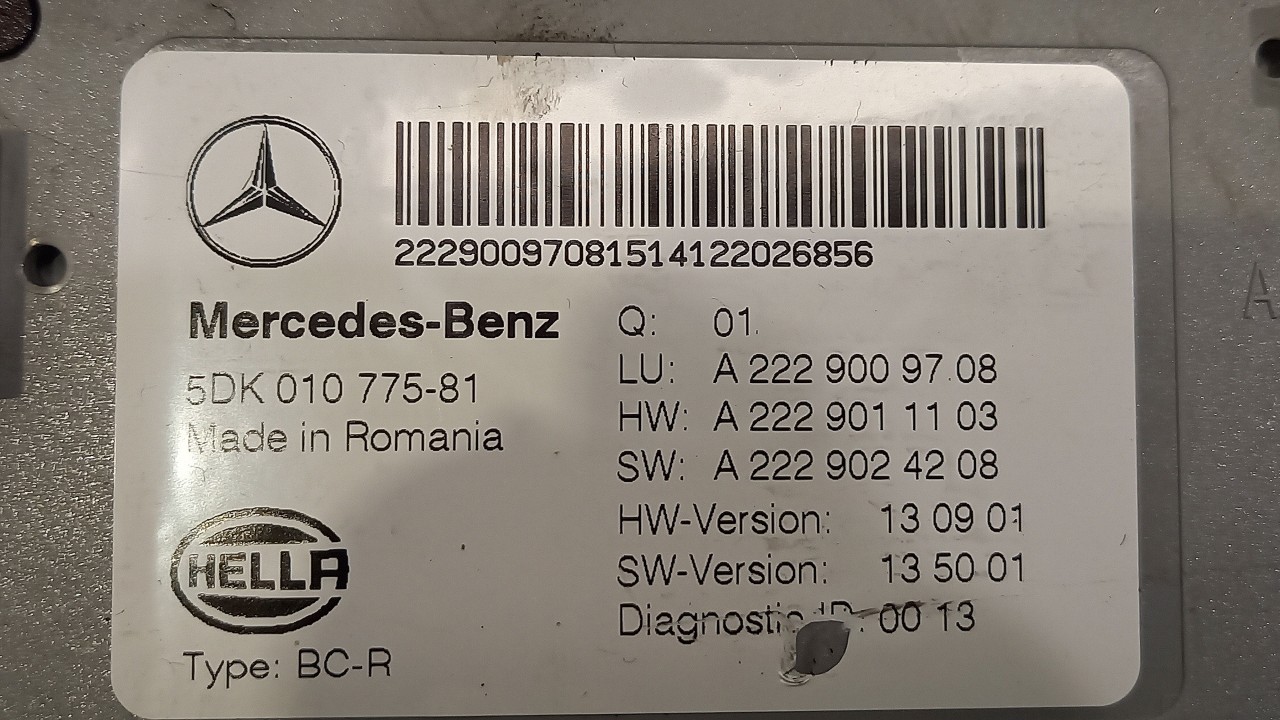 22290097081514122026856
Mercedes-Benz
5DK 010 775-81
Made in Romania
HELLA
Type: BC-R
Q: 01
LU: A 222 900 97 08
HW: A 222 901 11 03
SW: A 222 902 42 08
HW-Version: 13 09 01
SW-Version: 13 50 01
Diagnostic ID: 00 13
A